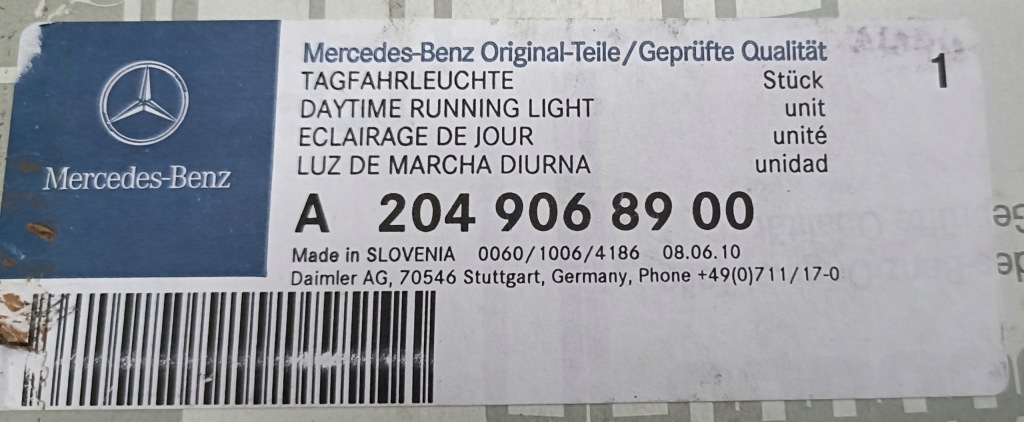 Mercedes-Benz
Mercedes-Benz Original-Teile/Geprüfte Qualität
TAGFAHRLEUCHTE Stück 1
DAYTIME RUNNING LIGHT unit
ECLAIRAGE DE JOUR unité
LUZ DE MARCHA DIURNA unidad
A 204 906 89 00
Made in SLOVENIA 0060/1006/4186 08.06.10
Daimler AG, 70546 Stuttgart, Germany, Phone +49(0)711/17-0